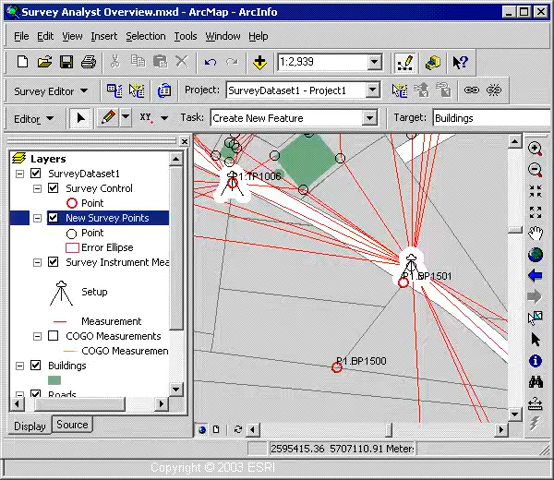 Survey Analyst Overview.mxd - ArcMap - ArcInfo
File Edit View Insert Selection Tools Window Help
1:2,939
Survey Editor Project: SurveyDataset1 - Project1
Editor Task: Create New Feature Target: Buildings
Layers
SurveyDataset1
Survey Control
Point
New Survey Points
Point
Error Ellipse
Survey Instrument Mea
Setup
Measurement
COGO Measurements
COGO Measuremen
Buildings
Roads
Display Source
P1.TP1006
P1.BP1501
P1.BP1500
2595415.36 5707110.91 Meter
Copyright © 2003 ESRI